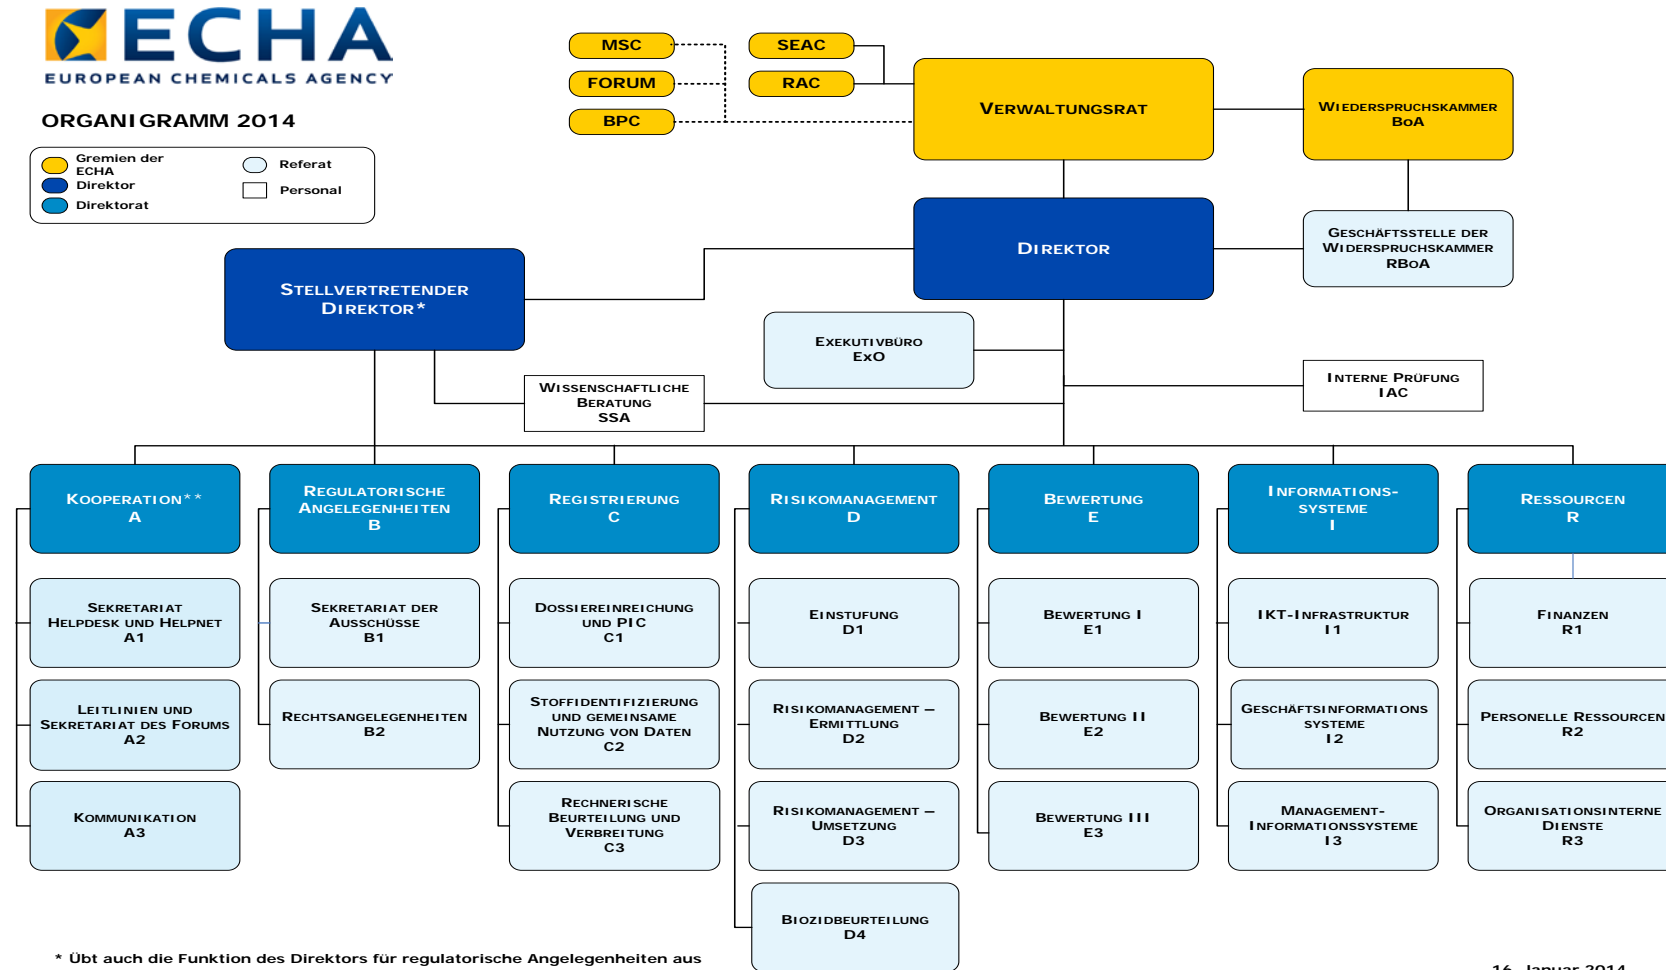 ECHA
EUROPEAN CHEMICALS AGENCY
ORGANIGRAMM 2014
Gremien der
ECHA
Direktor
Direktorat
Referat
Personal
MSC
FORUM
BPC
SEAC
RAC
VERWALTUNGSRAT
WIEDERSPRUCHSKAMMER
BoA
DIREKTOR
GESCHÄFTSSTELLE DER
WIDERSPRUCHSKAMMER
RBoA
STELLVERTRETENDER
DIREKTOR*
EXEKUTIVBÜRO
ExO
WISSENSCHAFTLICHE
BERATUNG
SSA
INTERNE PRÜFUNG
IAC
KOOPERATION**
A
REGULATORISCHE
ANGELEGENHEITEN
B
REGISTRIERUNG
C
RISIKOMANAGEMENT
D
BEWERTUNG
E
INFORMATIONS-
SYSTEME
I
RESSOURCEN
R
SEKRETARIAT
HELPDESK UND HELPNET
A1
SEKRETARIAT DER
AUSSCHÜSSE
B1
DOSSIEREINREICHUNG
UND PIC
C1
EINSTUFUNG
D1
BEWERTUNG I
E1
IKT-INFRASTRUKTUR
I1
FINANZEN
R1
LEITLINIEN UND
SEKRETARIAT DES FORUMS
A2
RECHTSANGELEGENHEITEN
B2
STOFFIDENTIFIZIERUNG
UND GEMEINSAME
NUTZUNG VON DATEN
C2
RISIKOMANAGEMENT –
ERMITTLUNG
D2
BEWERTUNG II
E2
GESCHÄFTSINFORMATIONS
SYSTEME
I2
PERSONELLE RESSOURCEN
R2
KOMMUNIKATION
A3
RECHNERISCHE
BEURTEILUNG UND
VERBREITUNG
C3
RISIKOMANAGEMENT –
UMSETZUNG
D3
BEWERTUNG III
E3
MANAGEMENT-
INFORMATIONSSYSTEME
I3
ORGANISATIONSINTERNE
DIENSTE
R3
BIOZIDBEURTEILUNG
D4
* Übt auch die Funktion des Direktors für regulatorische Angelegenheiten aus
16. Januar 2014